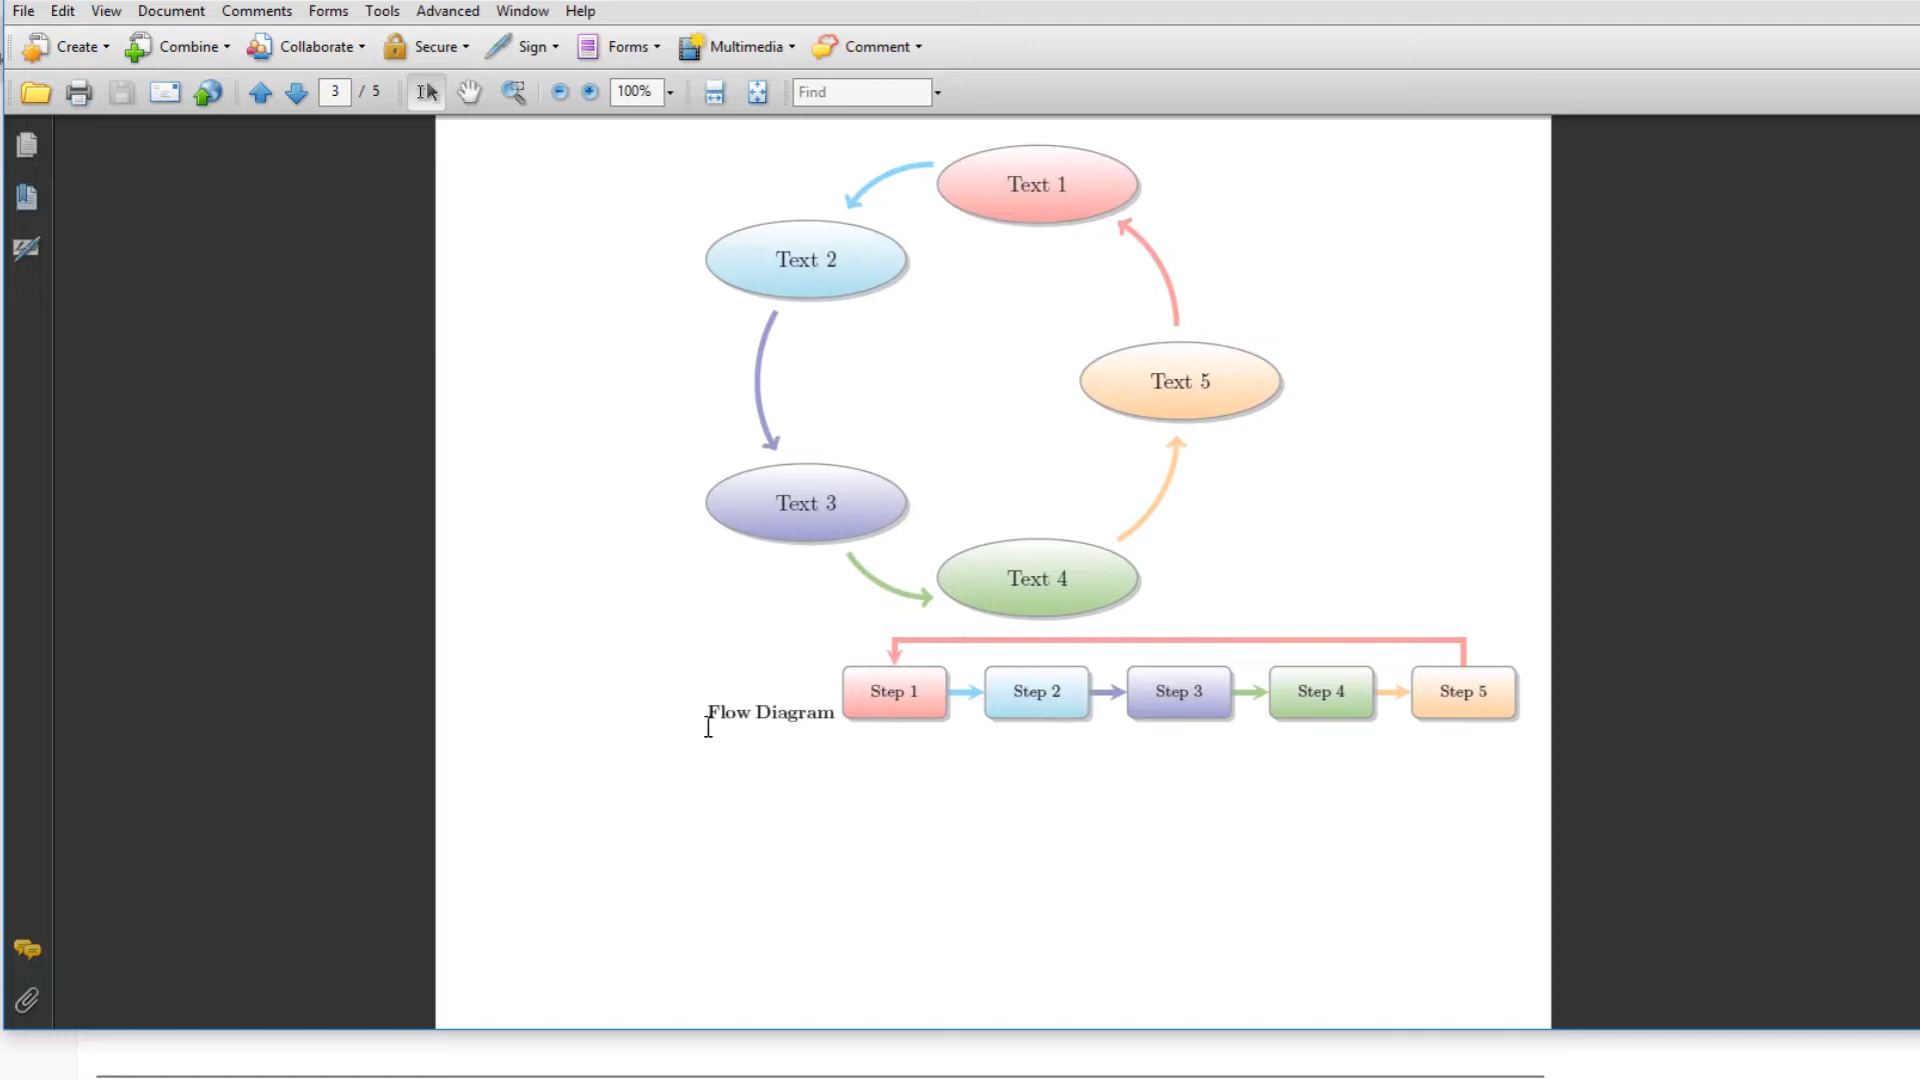 File Edit View Document Comments Forms Tools Advanced Window Help
Create Combine Collaborate Secure Sign Forms Multimedia Comment
3 / 5 100% Find
Text 1
Text 2
Text 5
Text 3
Text 4
Step 1 Step 2 Step 3 Step 4 Step 5
Flow Diagram